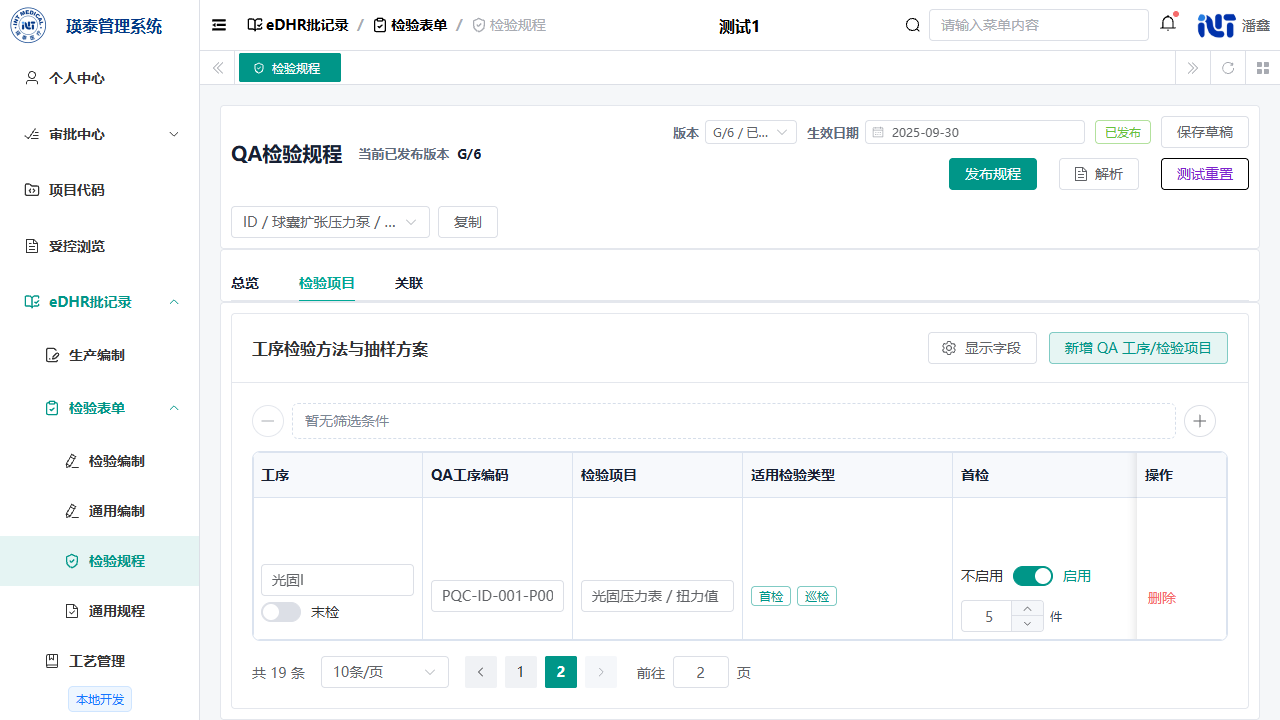 瑛泰管理系统
eDHR批记录 / 检验表单 / 检验规程
测试1
请输入菜单内容
潘鑫
个人中心
审批中心
项目代码
受控浏览
eDHR批记录
生产编制
检验表单
检验编制
通用编制
检验规程
通用规程
工艺管理
本地开发
检验规程
QA检验规程
当前已发布版本 G/6
版本
G/6 / 已...
生效日期
2025-09-30
已发布
保存草稿
发布规程
解析
测试重置
ID / 球囊扩张压力泵 / ...
复制
总览
检验项目
关联
工序检验方法与抽样方案
显示字段
新增 QA 工序/检验项目
暂无筛选条件
工序 QA工序编码 检验项目 适用检验类型 首检 操作
光固Ⅰ
末检
PQC-ID-001-P00
光固压力表 / 扭力值
首检 巡检
不启用 启用
5 件
删除
共 19 条
10条/页
1 2
前往 2 页